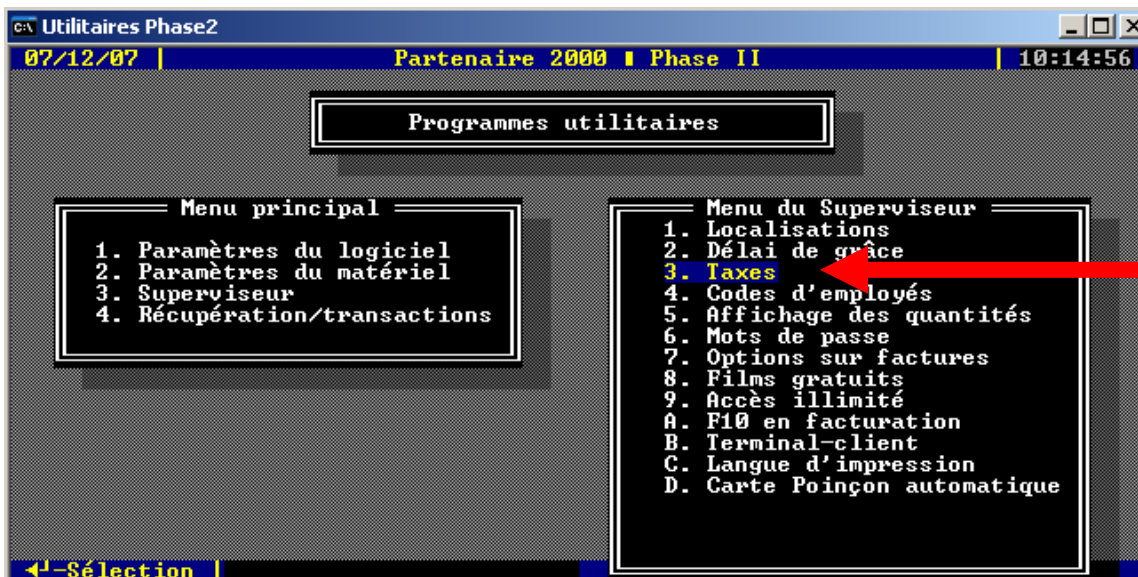 Utilitaires Phase2
07/12/07 Partenaire 2000 Phase II 10:14:56
Programmes utilitaires
Menu principal
1. Paramètres du logiciel
2. Paramètres du matériel
3. Superviseur
4. Récupération/transactions
Menu du Superviseur
1. Localisations
2. Délai de grâce
3. Taxes
4. Codes d'employés
5. Affichage des quantités
6. Mots de passe
7. Options sur factures
8. Films gratuits
9. Accès illimité
A. F10 en facturation
B. Terminal-client
C. Langue d'impression
D. Carte Poinçon automatique
◄┘-Sélection